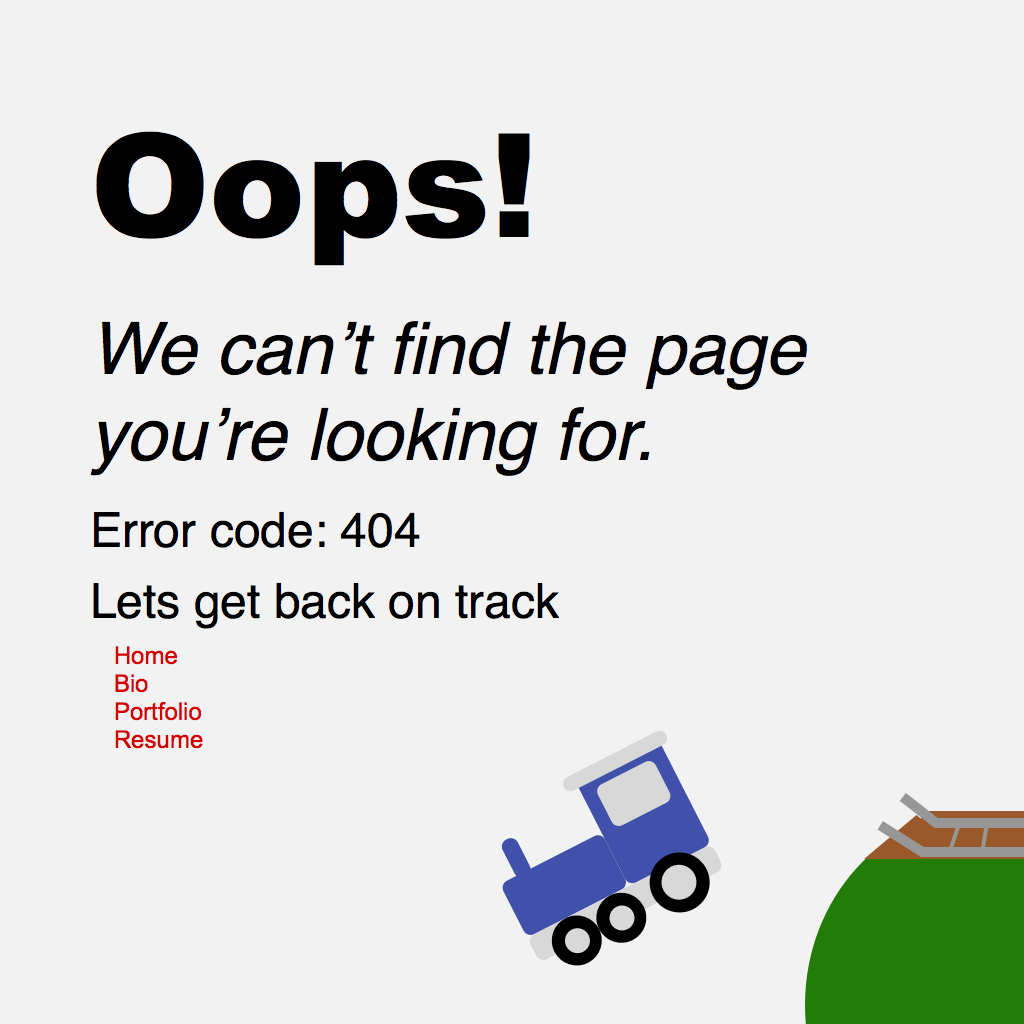 Oops!
We can’t find the page
you’re looking for.
Error code: 404
Lets get back on track
Home
Bio
Portfolio
Resume